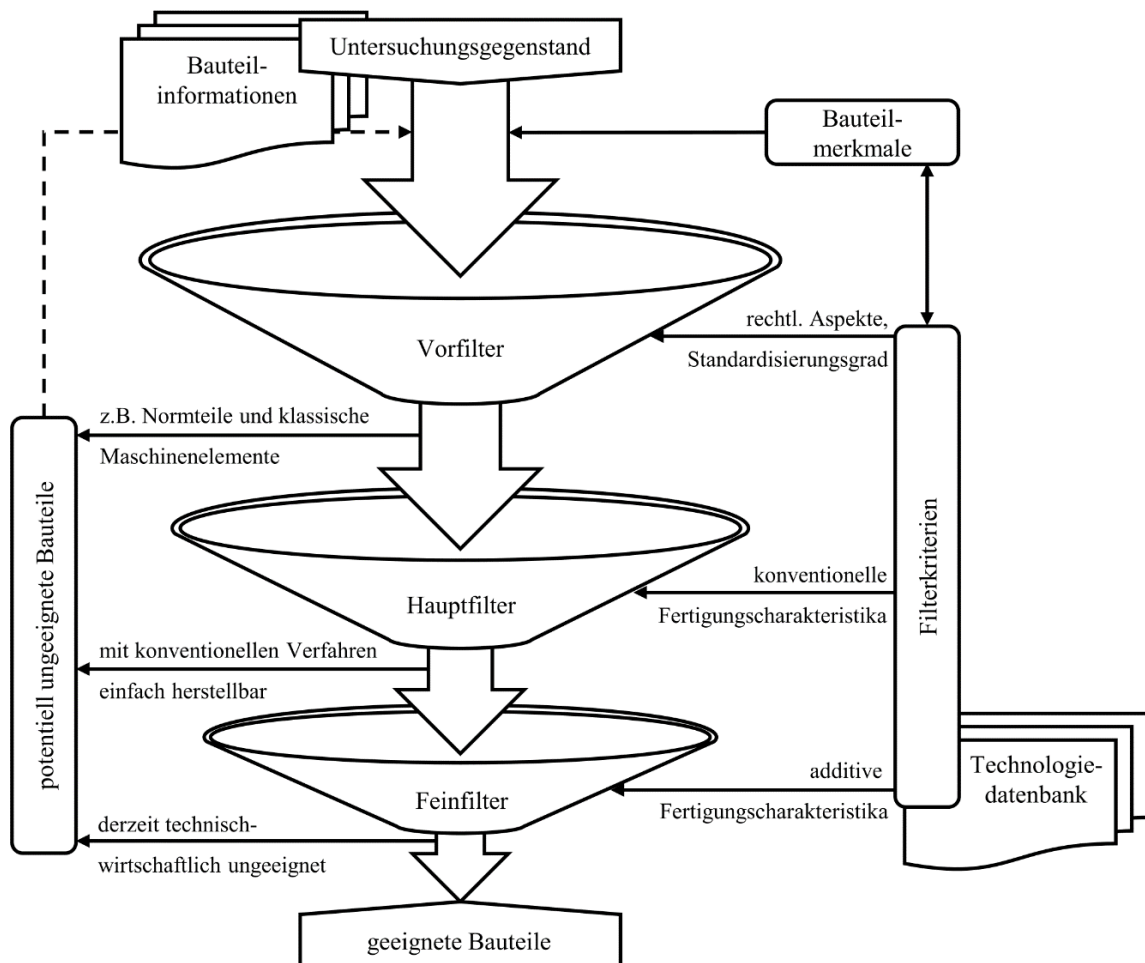 Untersuchungsgegenstand
Bauteil-
informationen
Bauteil-
merkmale
Vorfilter
rechtl. Aspekte,
Standardisierungsgrad
z.B. Normteile und klassische
Maschinenelemente
potentiell ungeeignete Bauteile
Filterkriterien
Hauptfilter
konventionelle
Fertigungscharakteristika
mit konventionellen Verfahren
einfach herstellbar
Feinfilter
additive
Fertigungscharakteristika
Technologie-
datenbank
derzeit technisch-
wirtschaftlich ungeeignet
geeignete Bauteile